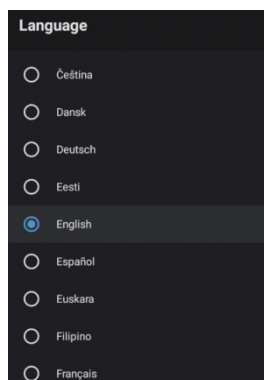 Language
Čeština
Dansk
Deutsch
Eesti
English
Español
Euskara
Filipino
Français